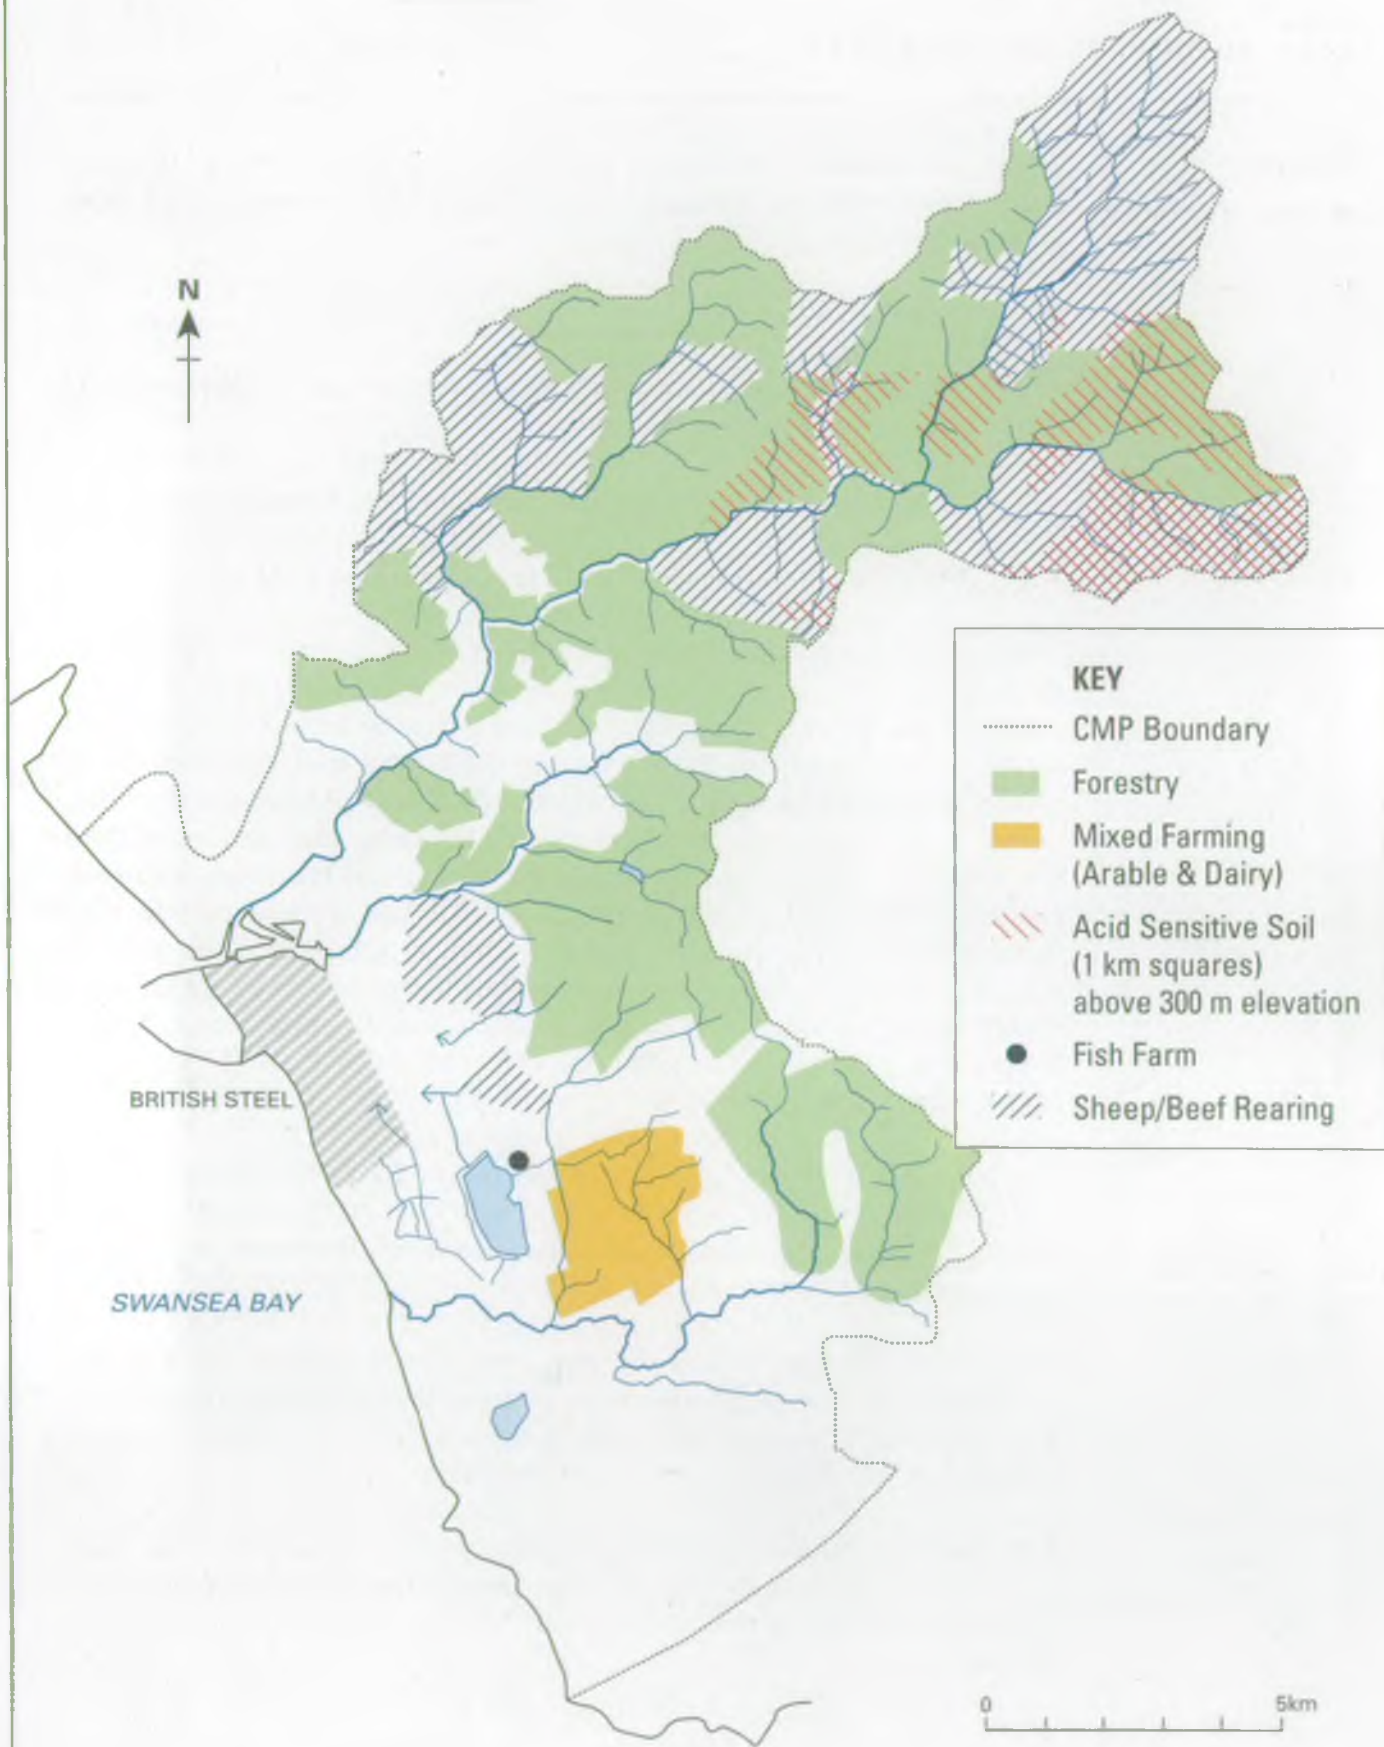 N
KEY
CMP Boundary
Forestry
Mixed Farming
(Arable & Dairy)
Acid Sensitive Soil
(1 km squares)
above 300 m elevation
Fish Farm
Sheep/Beef Rearing
BRITISH STEEL
SWANSEA BAY
0 5km